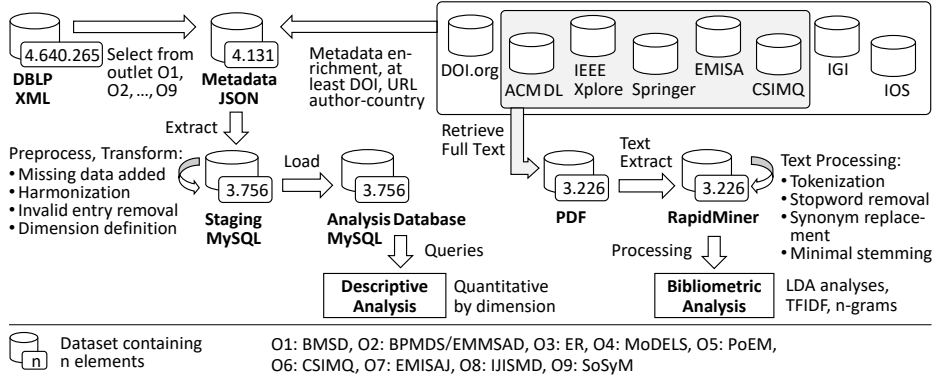 4.640.265
DBLP
XML
Select from
outlet O1,
O2, ..., O9
4.131
Metadata
JSON
Metadata en-
richment, at
least DOI, URL
author-country
DOI.org
ACM DL
IEEE
Xplore
Springer
EMISA
CSIMQ
IGI
IOS
Extract
Retrieve
Full Text
Preprocess, Transform:
• Missing data added
• Harmonization
• Invalid entry removal
• Dimension definition
3.756
Staging
MySQL
Load
3.756
Analysis Database
MySQL
3.226
PDF
Text
Extract
3.226
RapidMiner
Text Processing:
• Tokenization
• Stopword removal
• Synonym replace-
ment
• Minimal stemming
Queries
Processing
Descriptive
Analysis
Quantitative
by dimension
Bibliometric
Analysis
LDA analyses,
TFIDF, n-grams
n
Dataset containing
n elements
O1: BMSD, O2: BPMDS/EMMSAD, O3: ER, O4: MoDELS, O5: PoEM,
O6: CSIMQ, O7: EMISAJ, O8: IJISMD, O9: SoSyM